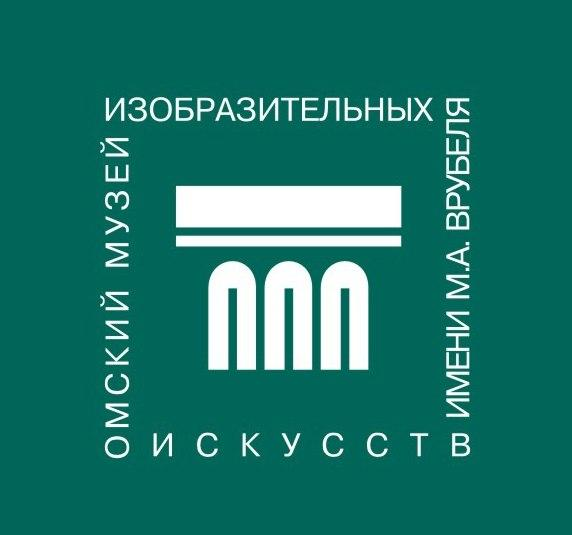 ОМСКИЙ МУЗЕЙ
ИЗОБРАЗИТЕЛЬНЫХ
ИСКУССТВ
ИМЕНИ М.А. ВРУБЕЛЯ